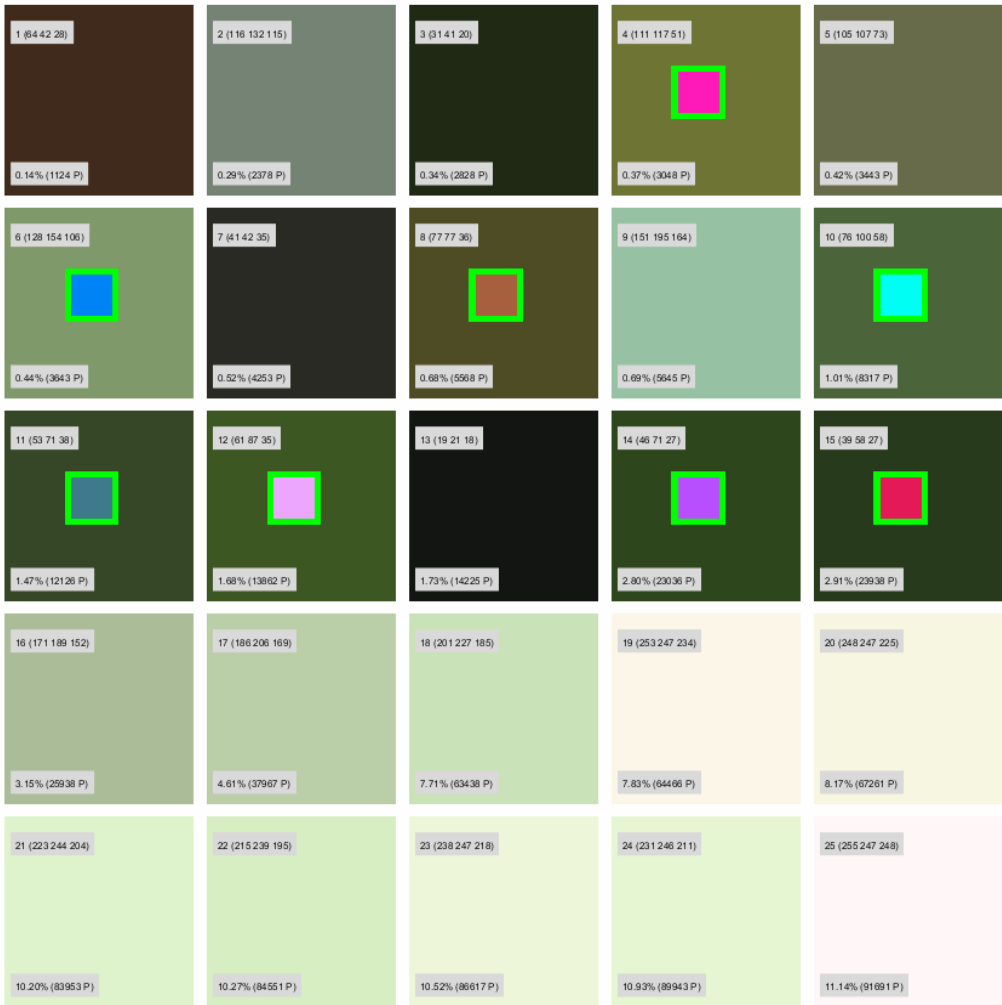 1 (64 42 28)
2 (116 132 115)
3 (31 41 20)
4 (111 117 51)
5 (105 107 73)
0.14% (1124 P)
0.29% (2378 P)
0.34% (2828 P)
0.37% (3048 P)
0.42% (3443 P)
6 (128 154 106)
7 (41 42 35)
8 (77 77 36)
9 (151 195 164)
10 (76 100 58)
0.44% (3643 P)
0.52% (4253 P)
0.68% (5568 P)
0.69% (5645 P)
1.01% (8317 P)
11 (53 71 38)
12 (61 87 35)
13 (19 21 18)
14 (46 71 27)
15 (39 58 27)
1.47% (12126 P)
1.68% (13862 P)
1.73% (14225 P)
2.80% (23036 P)
2.91% (23938 P)
16 (171 189 152)
17 (186 206 169)
18 (201 227 185)
19 (253 247 234)
20 (248 247 225)
3.15% (25938 P)
4.61% (37967 P)
7.71% (63438 P)
7.83% (64466 P)
8.17% (67261 P)
21 (223 244 204)
22 (215 239 195)
23 (238 247 218)
24 (231 246 211)
25 (255 247 248)
10.20% (83953 P)
10.27% (84551 P)
10.52% (86617 P)
10.93% (89943 P)
11.14% (91691 P)